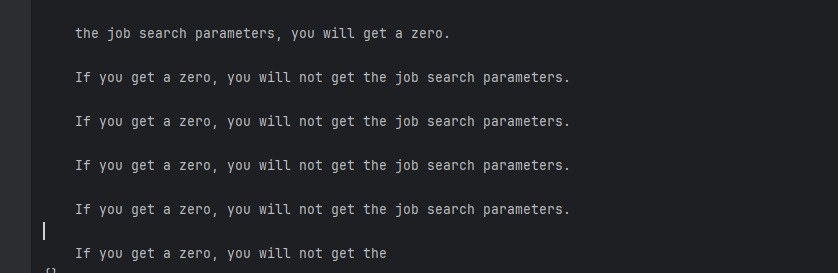 the job search parameters, you will get a zero.
If you get a zero, you will not get the job search parameters.
If you get a zero, you will not get the job search parameters.
If you get a zero, you will not get the job search parameters.
If you get a zero, you will not get the job search parameters.
If you get a zero, you will not get the